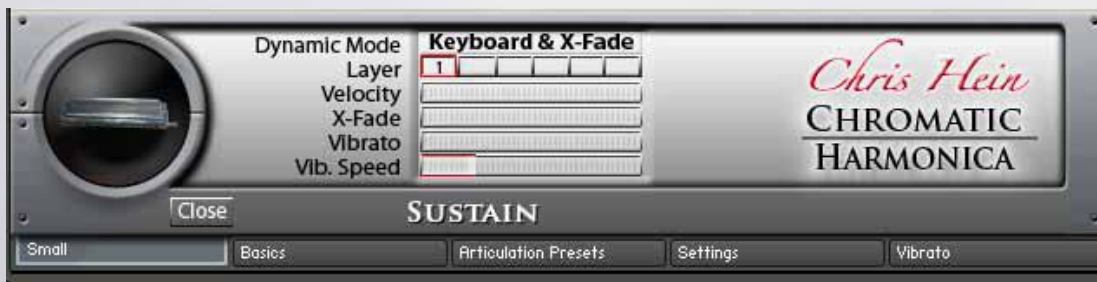 Dynamic Mode Keyboard & X-Fade
Layer 1
Velocity
X-Fade
Vibrato
Vib. Speed
Chris Hein
CHROMATIC
HARMONICA
Close SUSTAIN
Small Basics Articulation Presets Settings Vibrato